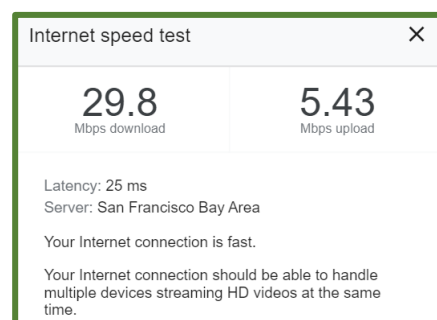 Internet speed test
29.8 5.43
Mbps download Mbps upload
Latency: 25 ms
Server: San Francisco Bay Area
Your Internet connection is fast.
Your Internet connection should be able to handle
multiple devices streaming HD videos at the same
time.